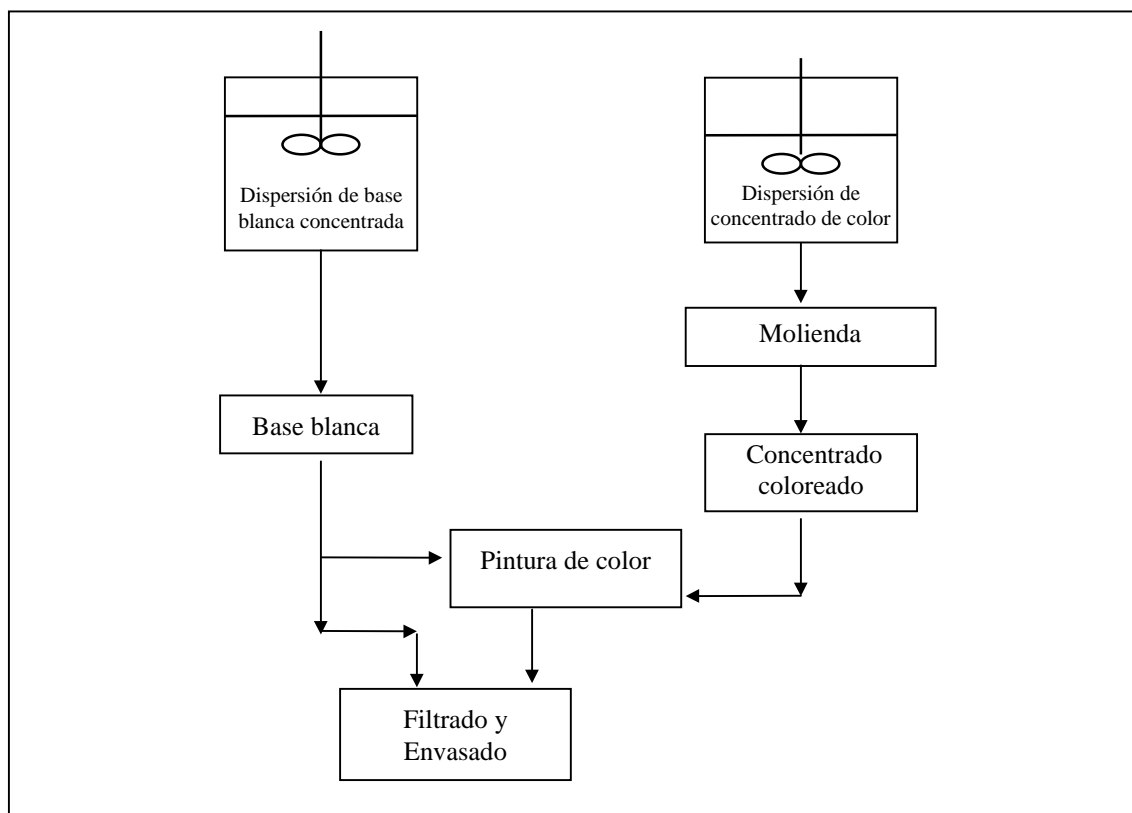 Dispersión de base
blanca concentrada
Dispersión de
concentrado de color
Molienda
Base blanca
Concentrado
coloreado
Pintura de color
Filtrado y
Envasado